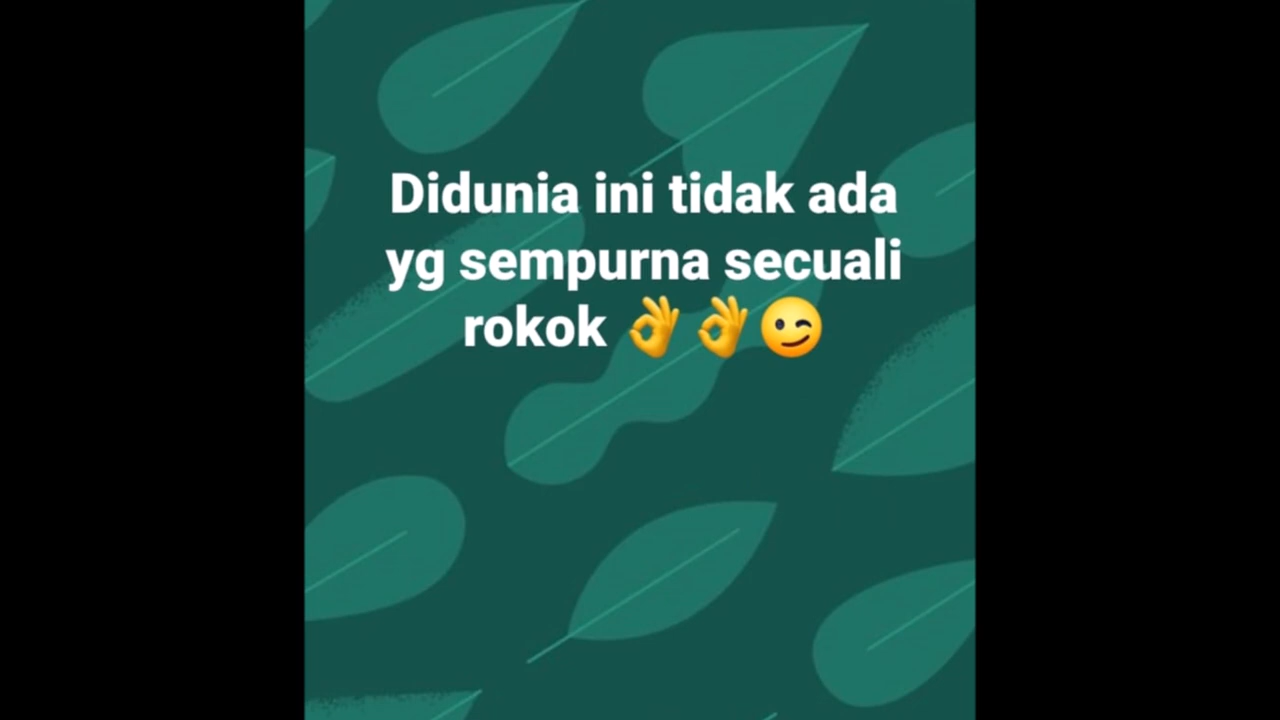 Didunia ini tidak ada
yg sempurna secuali
rokok 👌👌😉